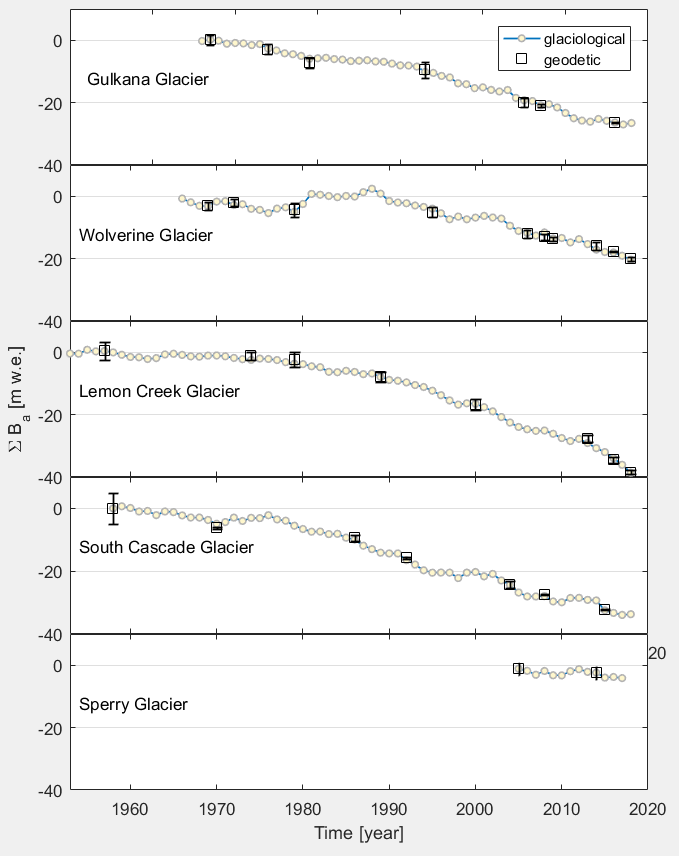 0
-20
-40
Gulkana Glacier
glaciological
geodetic
0
-20
-40
Wolverine Glacier
0
-20
-40
Lemon Creek Glacier
0
-20
-40
South Cascade Glacier
20
0
-20
-40
Sperry Glacier
Σ Ba [m w.e.]
1960 1970 1980 1990 2000 2010 2020
Time [year]